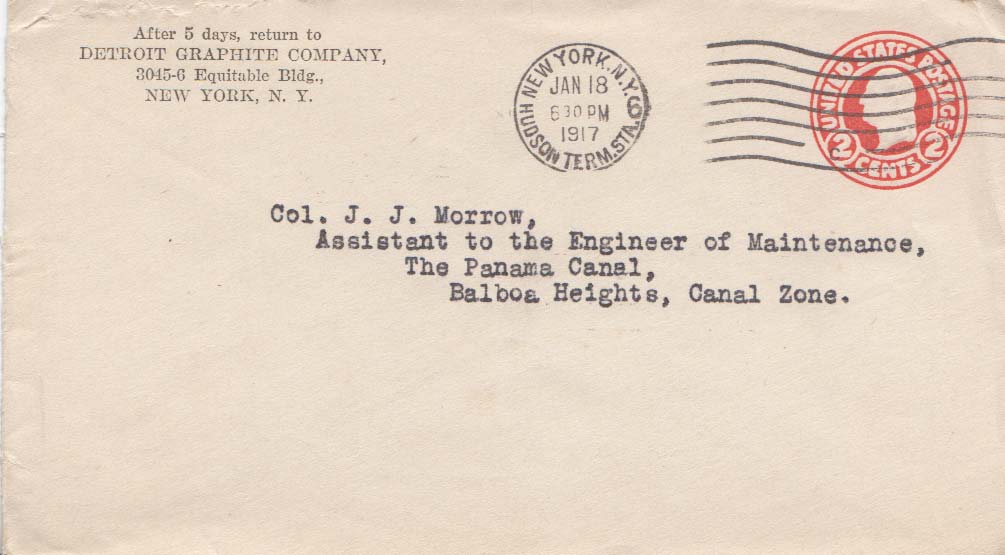 After 5 days, return to
DETROIT GRAPHITE COMPANY,
3045-6 Equitable Bldg.,
NEW YORK, N. Y.
NEW YORK, N.Y. 6
JAN 18
630 PM
1917
HUDSON TERM. STA.
UNITED STATES POSTAGE
2 CENTS 2
C
Col. J. J. Morrow,
Assistant to the Engineer of Maintenance,
The Panama Canal,
Balboa Heights, Canal Zone.